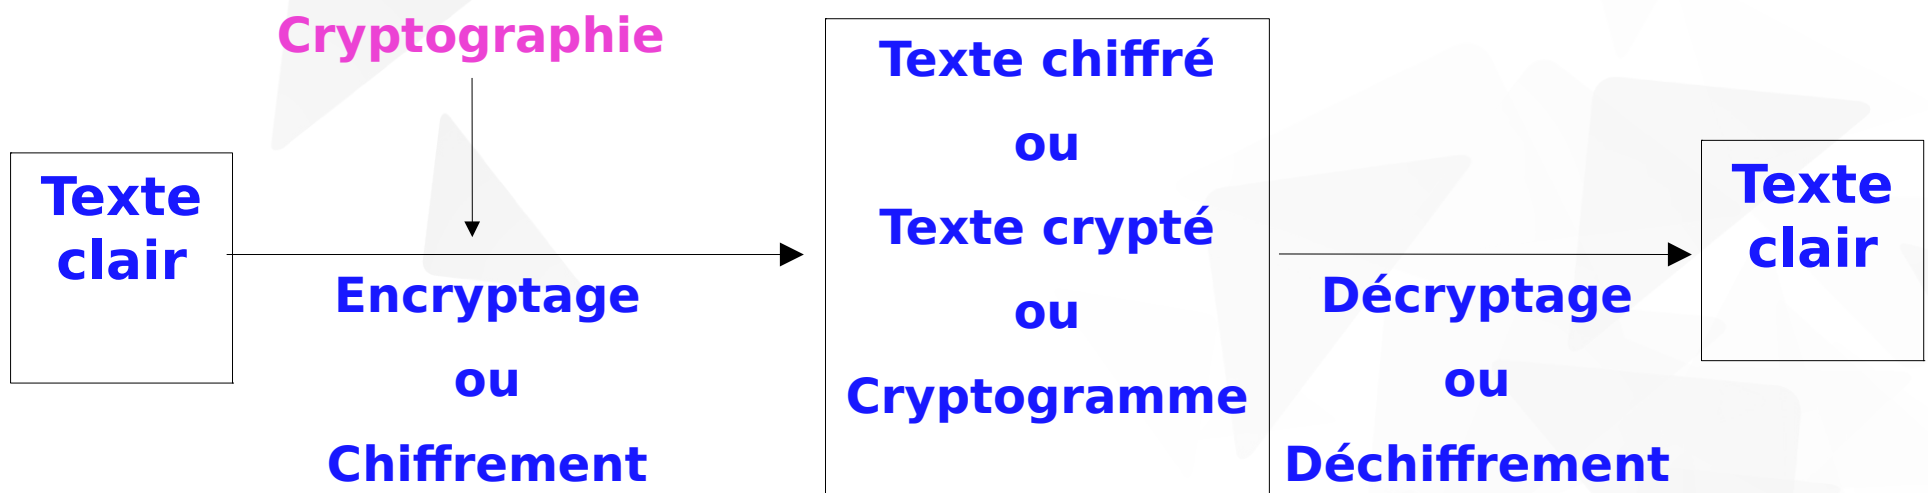 Cryptographie
Texte
clair
Encryptage
ou
Chiffrement
Texte chiffré
ou
Texte crypté
ou
Cryptogramme
Décryptage
ou
Déchiffrement
Texte
clair